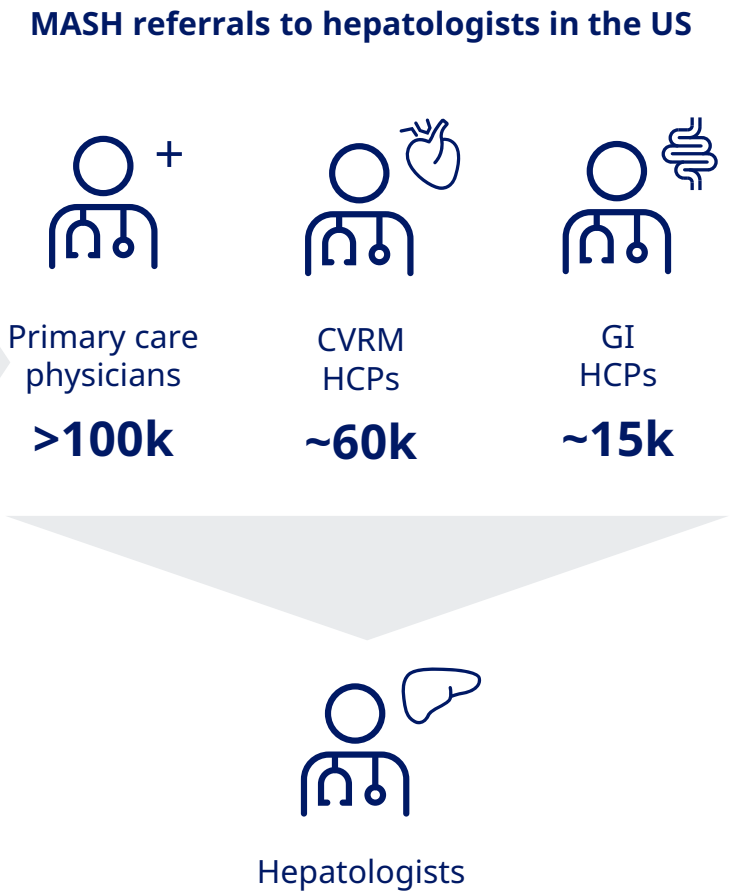 MASH referrals to hepatologists in the US
Primary care
physicians
>100k
CVRM
HCPs
~60k
GI
HCPs
~15k
Hepatologists